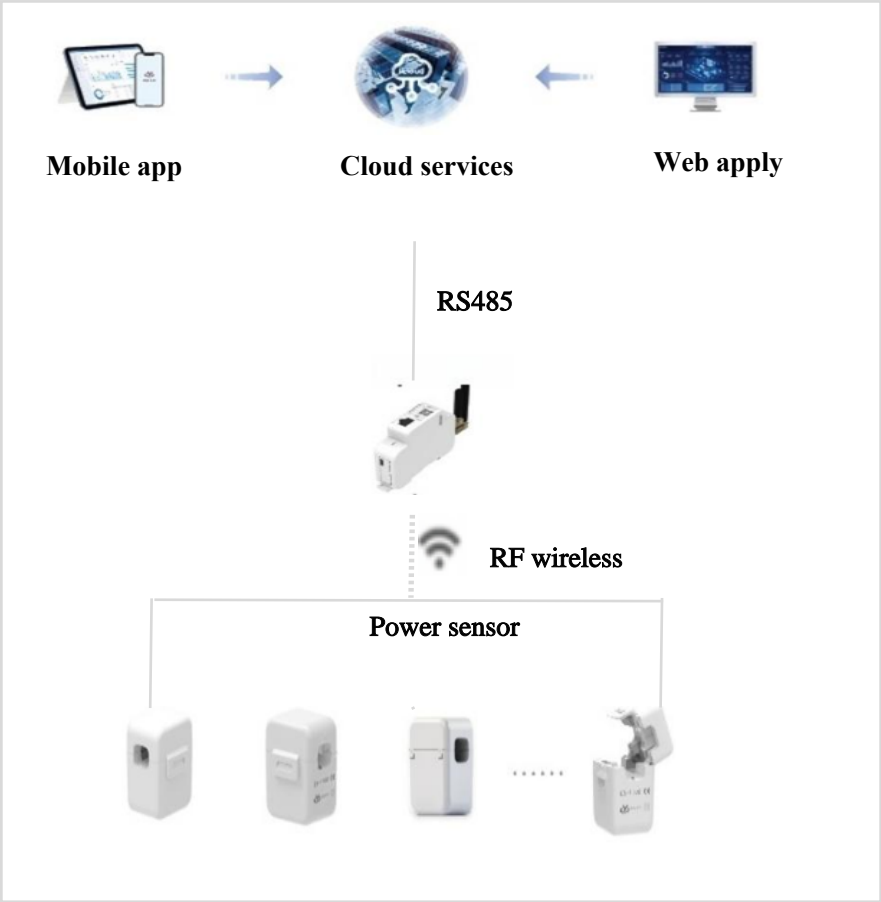 Mobile app
Cloud services
Web apply
RS485
RF wireless
Power sensor